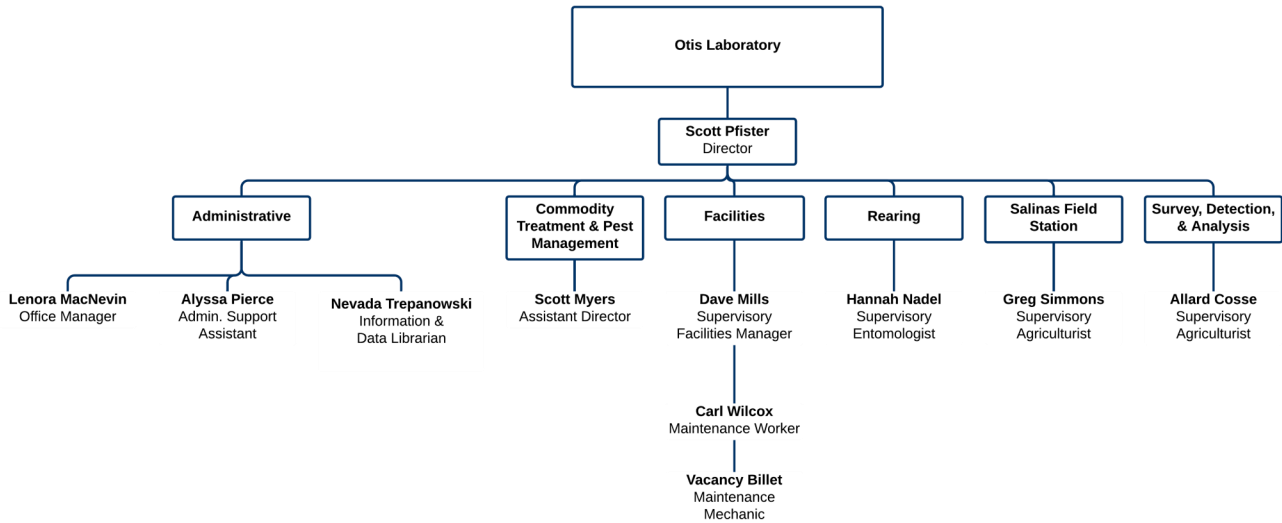 Otis Laboratory
Scott Pfister
Director
Administrative
Commodity
Treatment & Pest
Management
Facilities
Rearing
Salinas Field
Station
Survey, Detection,
& Analysis
Lenora MacNevin
Office Manager
Alyssa Pierce
Admin. Support
Assistant
Nevada Trepanowski
Information &
Data Librarian
Scott Myers
Assistant Director
Dave Mills
Supervisory
Facilities Manager
Hannah Nadel
Supervisory
Entomologist
Greg Simmons
Supervisory
Agriculturist
Allard Cosse
Supervisory
Agriculturist
Carl Wilcox
Maintenance Worker
Vacancy Billet
Maintenance
Mechanic